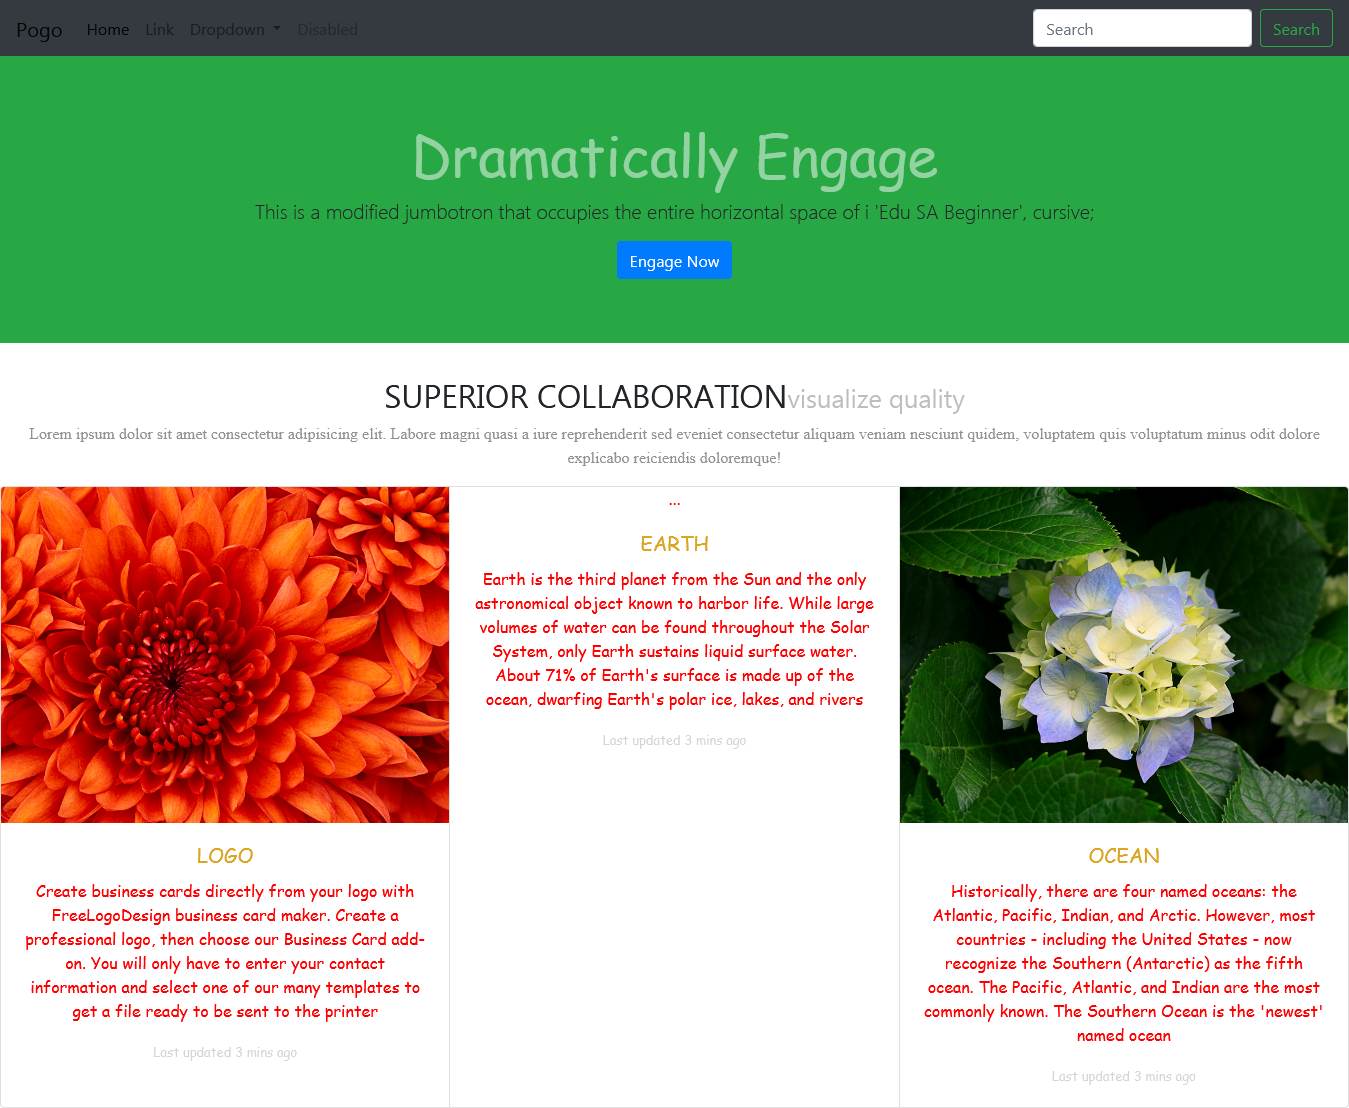 Pogo Home Link Dropdown Disabled Search Search
Dramatically Engage
This is a modified jumbotron that occupies the entire horizontal space of i 'Edu SA Beginner', cursive;
Engage Now
SUPERIOR COLLABORATIONvisualize quality
Lorem ipsum dolor sit amet consectetur adipisicing elit. Labore magni quasi a iure reprehenderit sed eveniet consectetur aliquam veniam nesciunt quidem, voluptatem quis voluptatum minus odit dolore
explicabo reiciendis doloremque!
LOGO
Create business cards directly from your logo with
FreeLogoDesign business card maker. Create a
professional logo, then choose our Business Card add-
on. You will only have to enter your contact
information and select one of our many templates to
get a file ready to be sent to the printer
Last updated 3 mins ago
...
EARTH
Earth is the third planet from the Sun and the only
astronomical object known to harbor life. While large
volumes of water can be found throughout the Solar
System, only Earth sustains liquid surface water.
About 71% of Earth's surface is made up of the
ocean, dwarfing Earth's polar ice, lakes, and rivers
Last updated 3 mins ago
OCEAN
Historically, there are four named oceans: the
Atlantic, Pacific, Indian, and Arctic. However, most
countries - including the United States - now
recognize the Southern (Antarctic) as the fifth
ocean. The Pacific, Atlantic, and Indian are the most
commonly known. The Southern Ocean is the 'newest'
named ocean
Last updated 3 mins ago